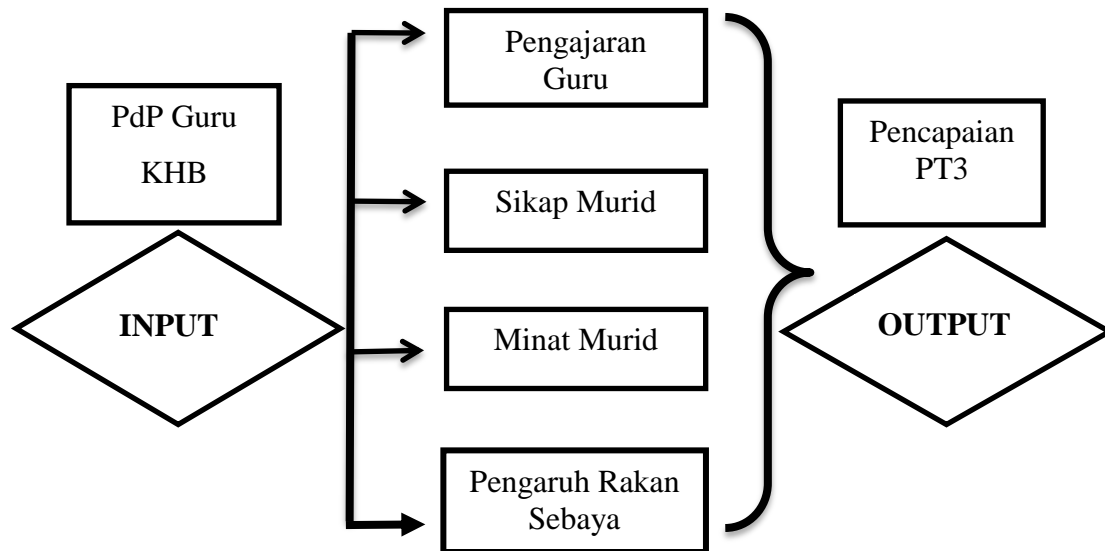 PdP Guru
KHB
INPUT
Pengajaran
Guru
Sikap Murid
Minat Murid
Pengaruh Rakan
Sebaya
Pencapaian
PT3
OUTPUT